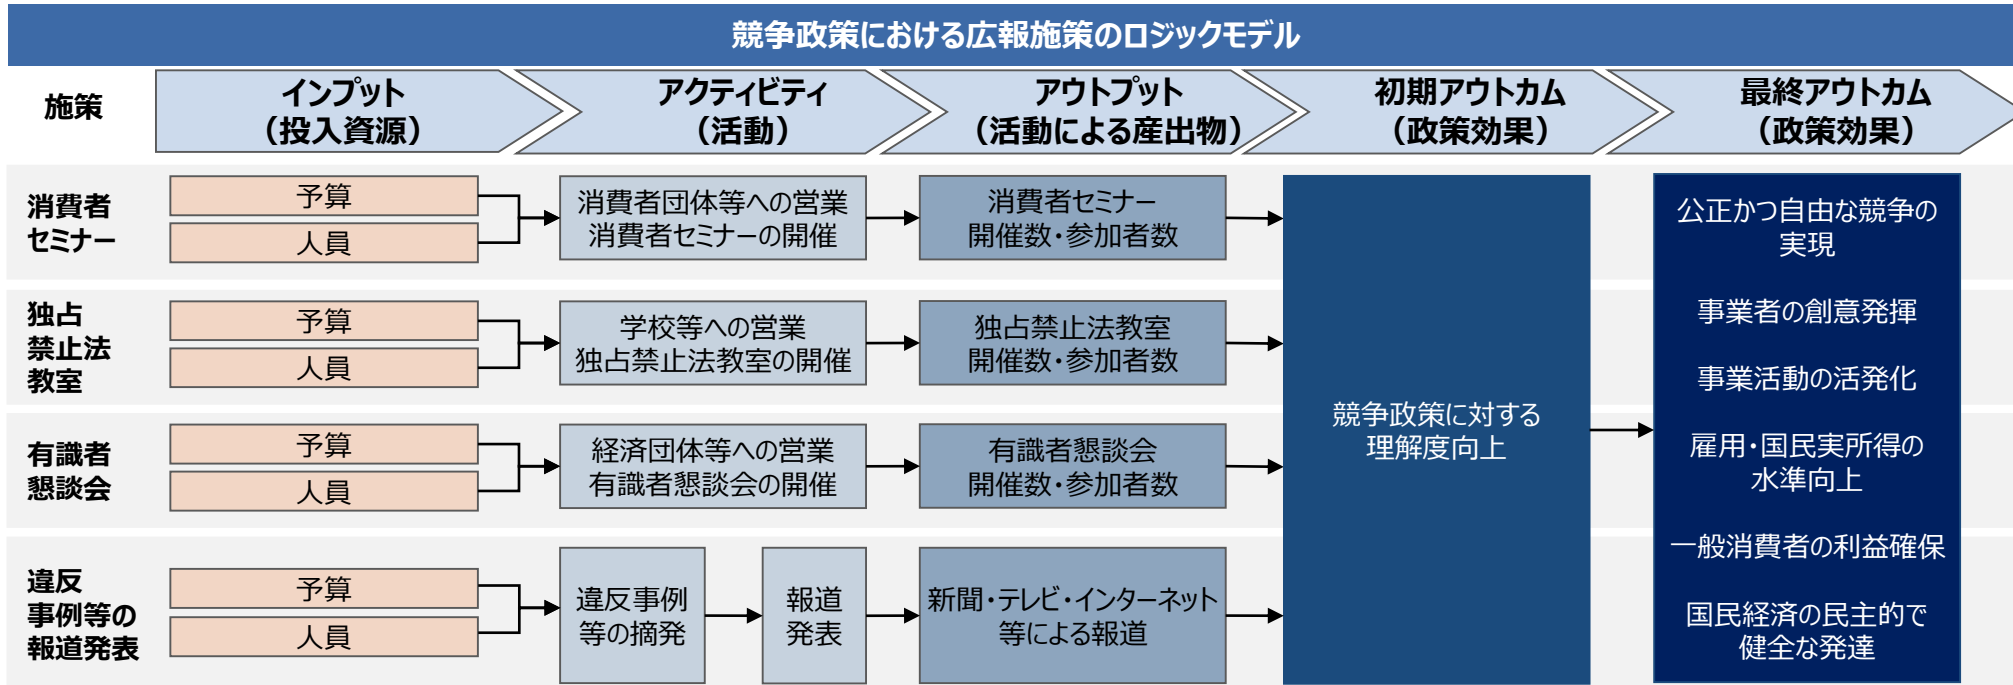 競争政策における広報施策のロジックモデル
施策
インプット
（投入資源）
アクティビティ
（活動）
アウトプット
（活動による産出物）
初期アウトカム
（政策効果）
最終アウトカム
（政策効果）
消費者
セミナー
予算
人員
消費者団体等への営業
消費者セミナーの開催
消費者セミナー
開催数・参加者数
独占
禁止法
教室
予算
人員
学校等への営業
独占禁止法教室の開催
独占禁止法教室
開催数・参加者数
有識者
懇談会
予算
人員
経済団体等への営業
有識者懇談会の開催
有識者懇談会
開催数・参加者数
違反
事例等の
報道発表
予算
人員
違反事例
等の摘発
報道
発表
新聞・テレビ・インターネット
等による報道
競争政策に対する
理解度向上
公正かつ自由な競争の
実現
事業者の創意発揮
事業活動の活発化
雇用・国民実所得の
水準向上
一般消費者の利益確保
国民経済の民主的で
健全な発達